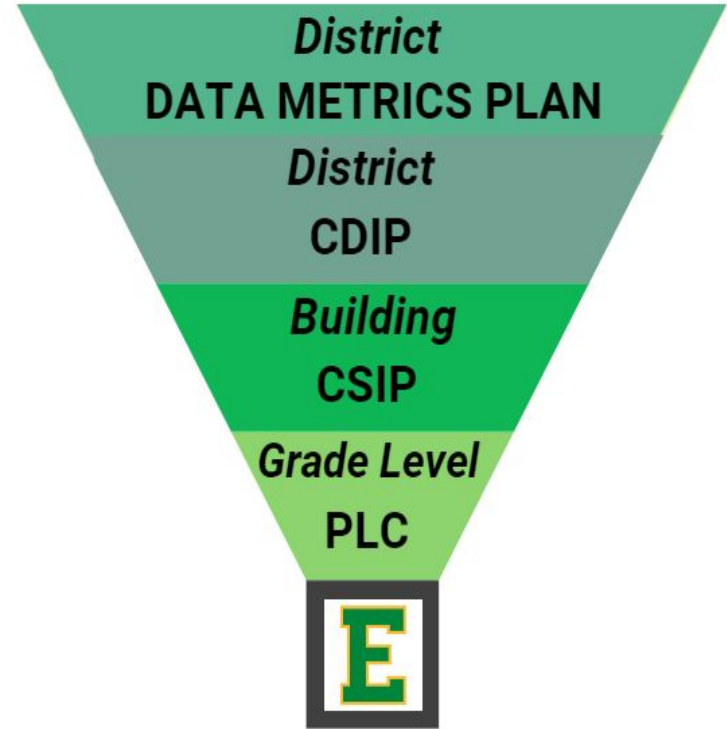 District
DATA METRICS PLAN
District
CDIP
Building
CSIP
Grade Level
PLC
E